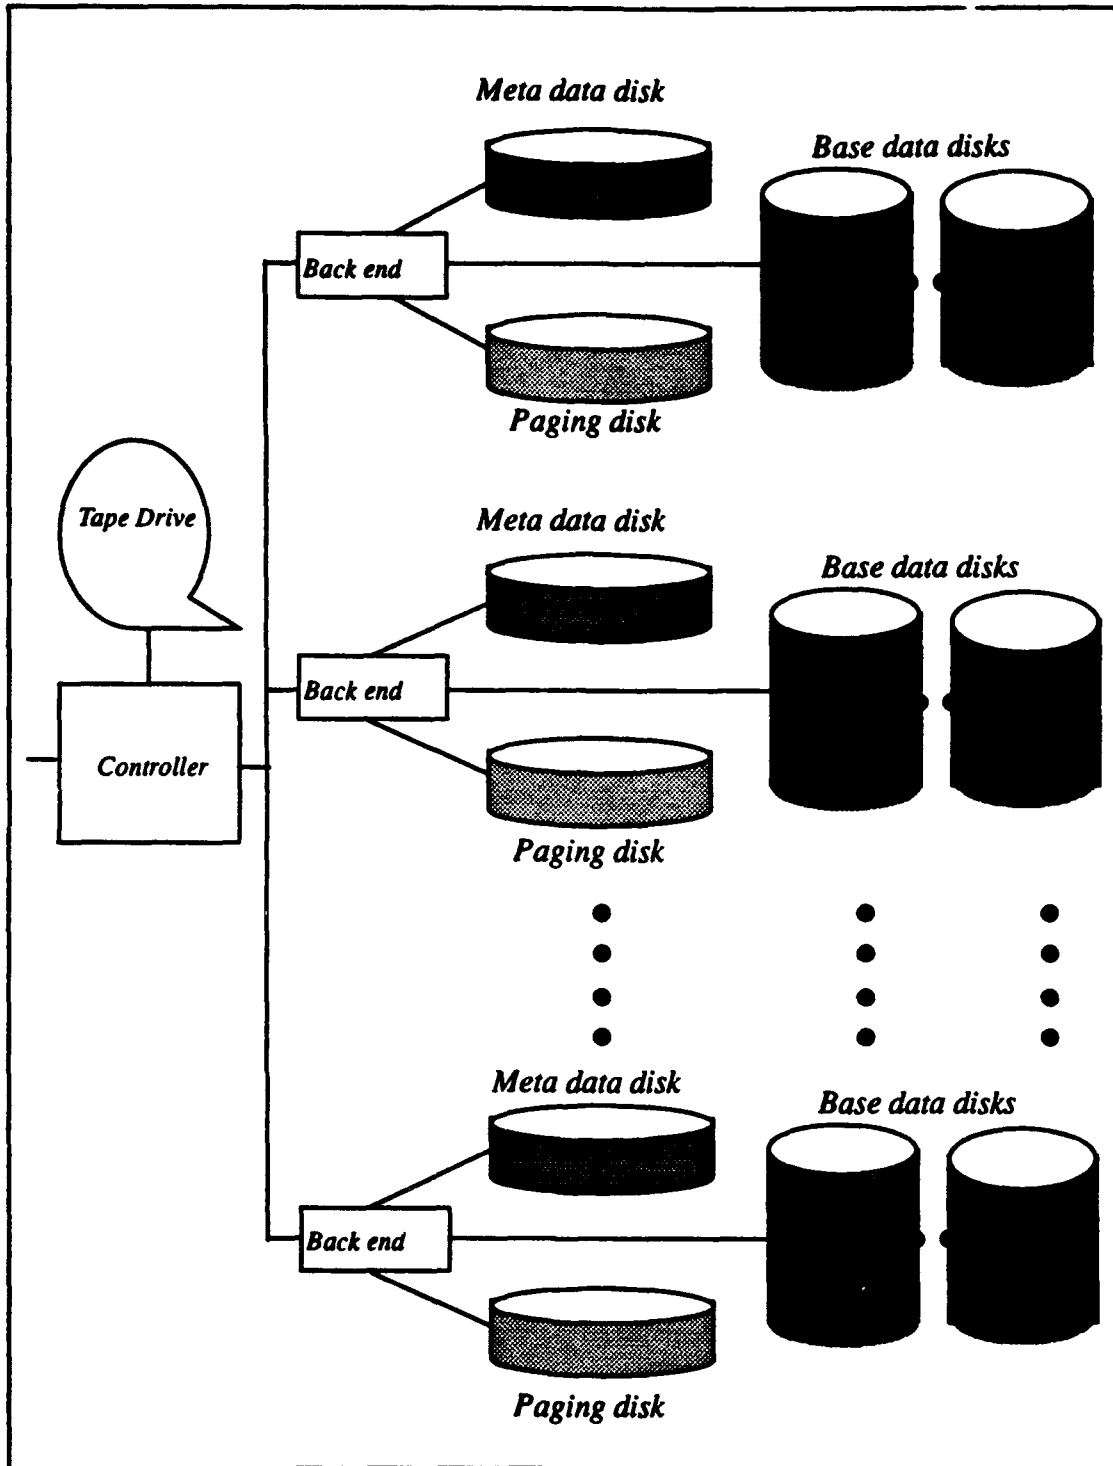 Meta data disk
Base data disks
Back end
Paging disk
Tape Drive
Meta data disk
Base data disks
Back end
Controller
Paging disk
Meta data disk
Base data disks
Back end
Paging disk